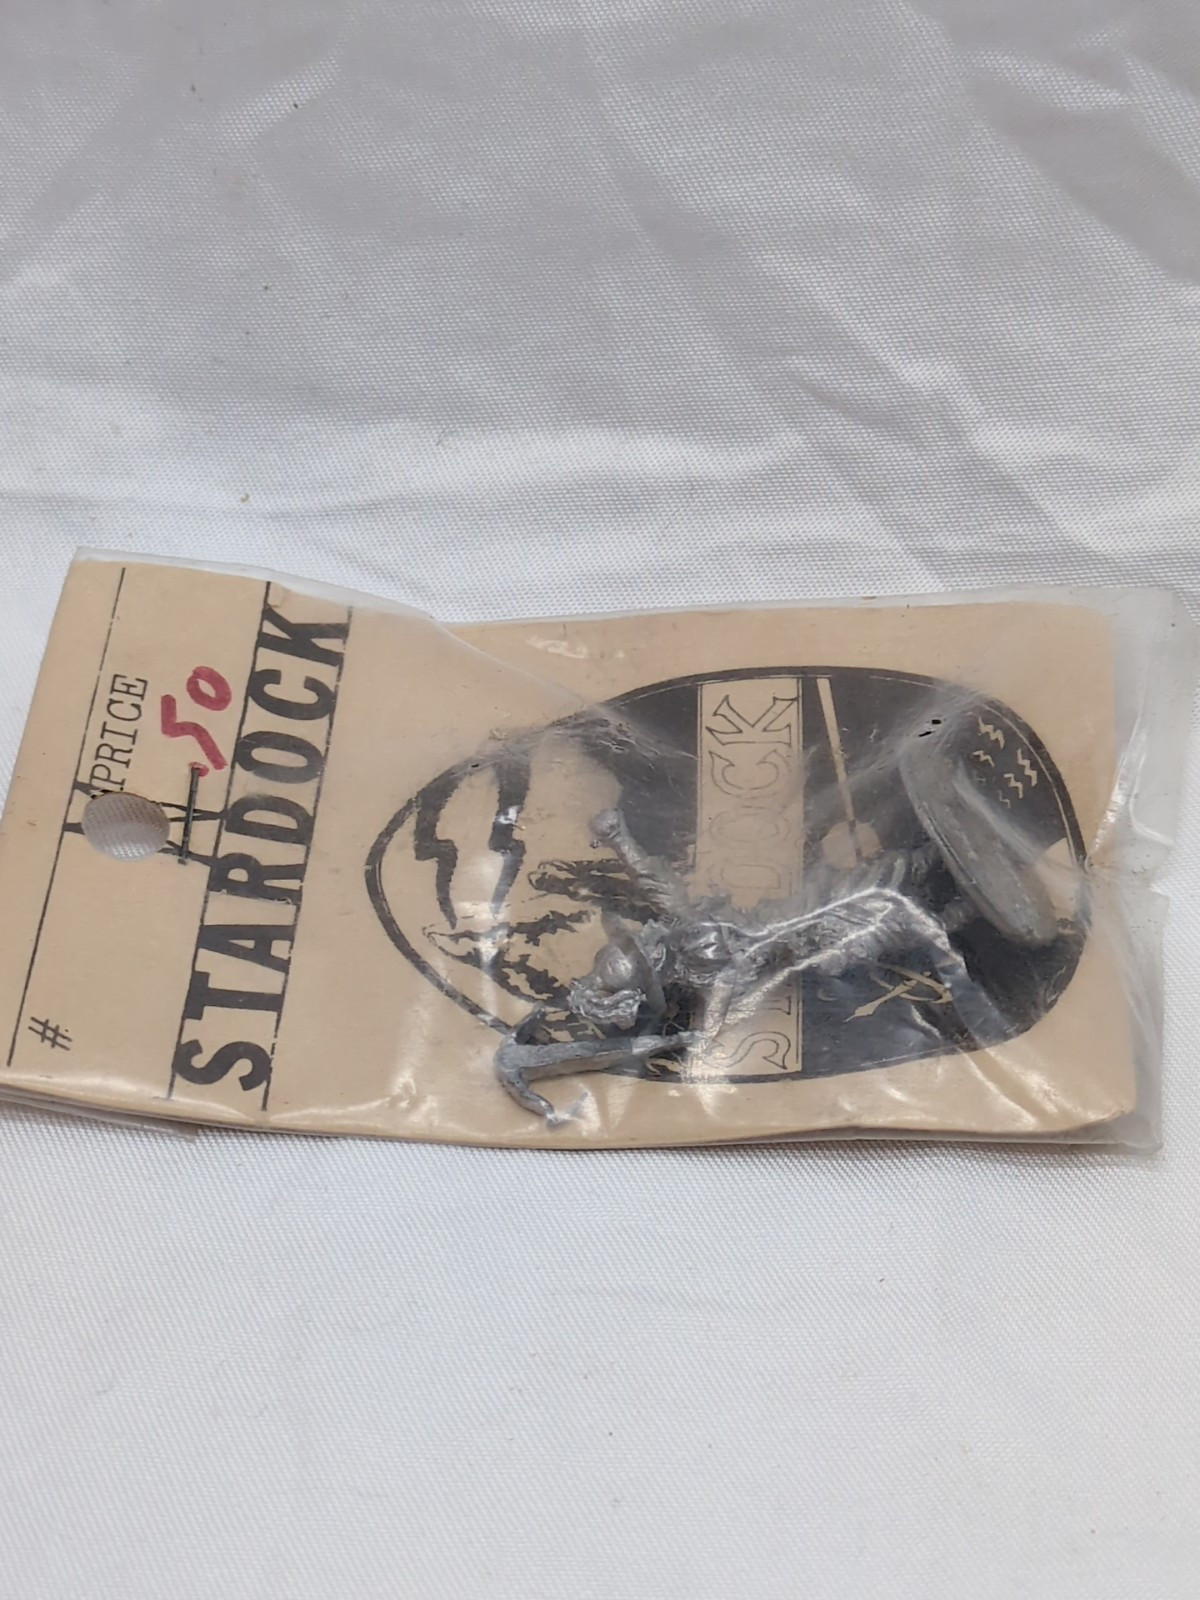 #
PRICE
.50
STARDOCK